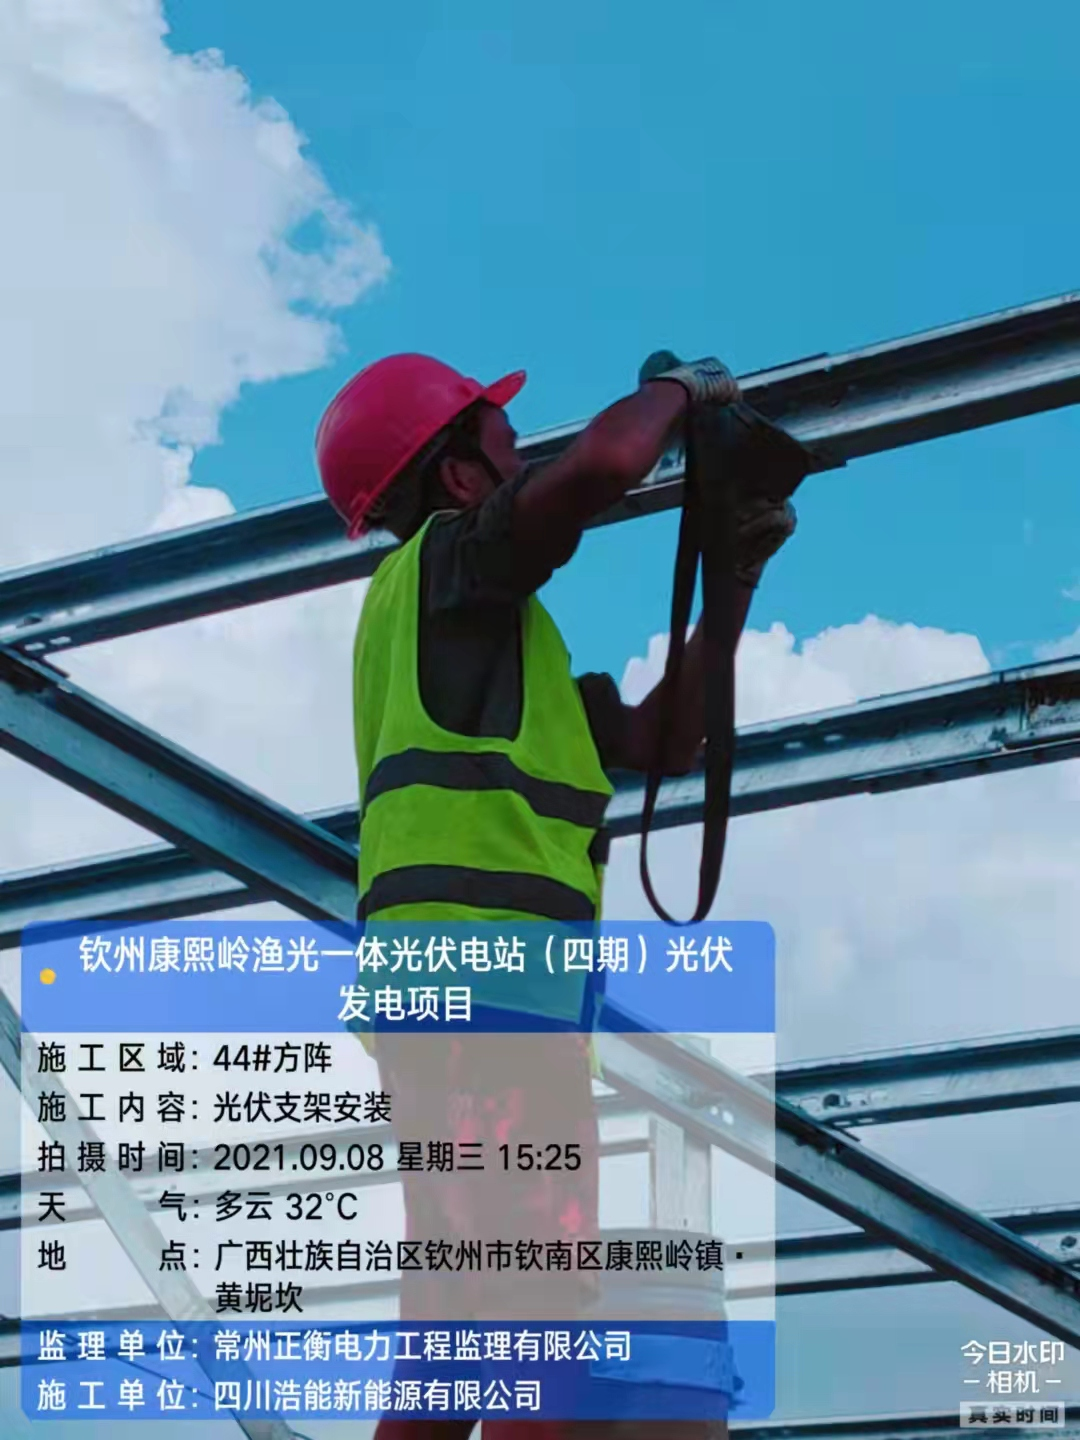 钦州康熙岭渔光一体光伏电站（四期）光伏
发电项目
施工区域：44#方阵
施工内容：光伏支架安装
拍摄时间：2021.09.08 星期三 15:25
天气：多云 32℃
地点：广西壮族自治区钦州市钦南区康熙岭镇·
黄坭坎
监理单位：常州正衡电力工程监理有限公司
施工单位：四川浩能新能源有限公司
今日水印
－相机－
真实时间